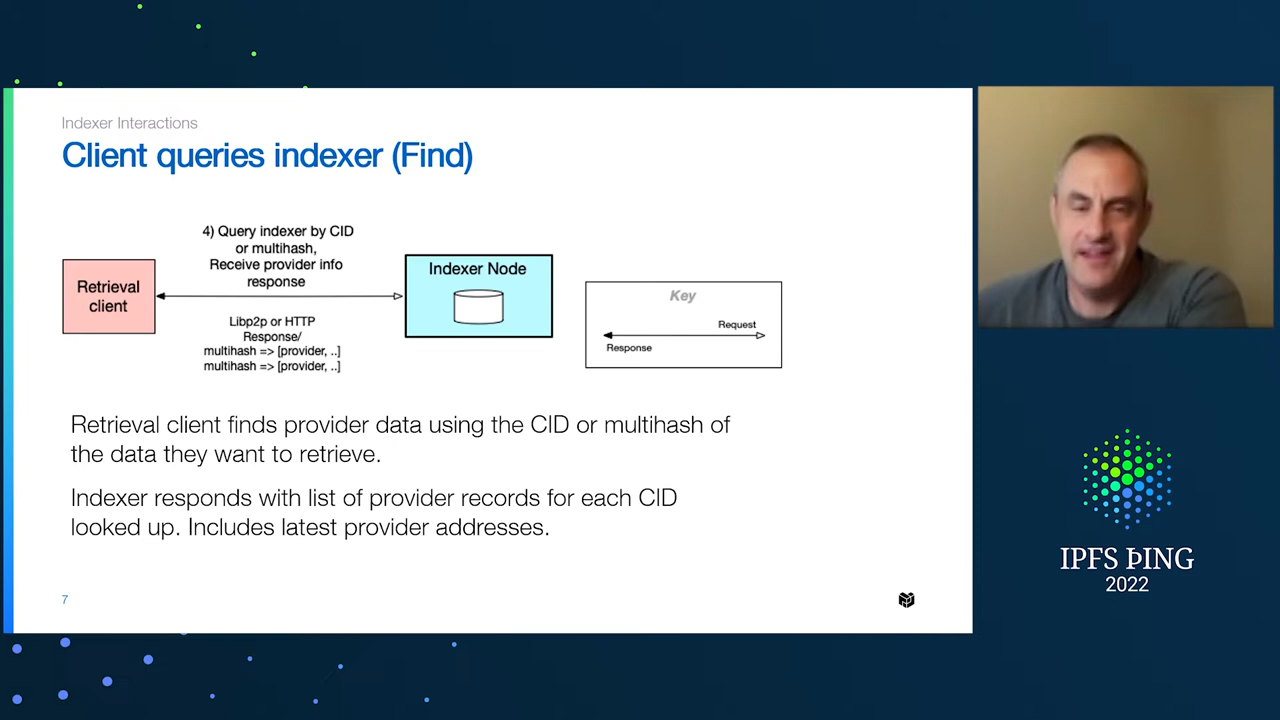 Indexer Interactions
Client queries indexer (Find)
4) Query indexer by CID
or multihash,
Receive provider info
response
Retrieval
client
Libp2p or HTTP
Response/
multihash => [provider, ..]
multihash => [provider, ..]
Indexer Node
Key
Request
Response
Retrieval client finds provider data using the CID or multihash of
the data they want to retrieve.
Indexer responds with list of provider records for each CID
looked up. Includes latest provider addresses.
7
IPFS ÞING
2022